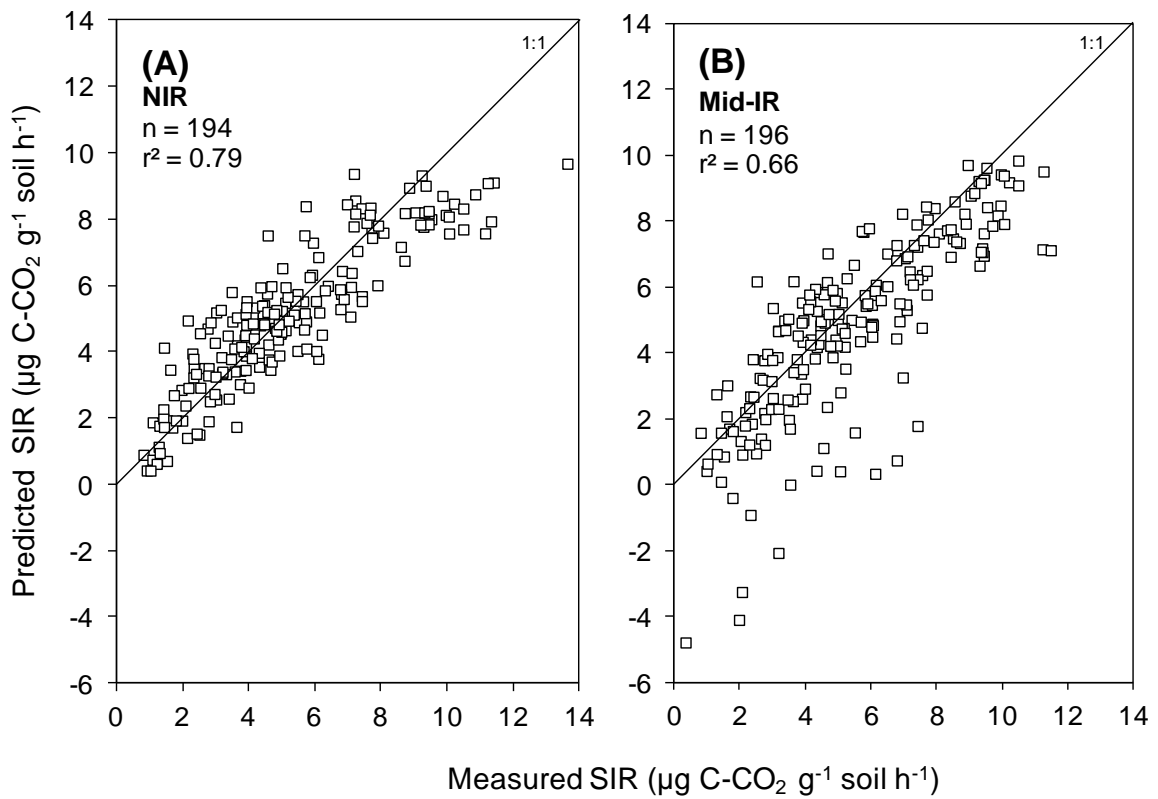 Predicted SIR (µg C-CO₂ g⁻¹ soil h⁻¹)
14
12
10
8
6
4
2
0
-2
-4
-6
(A)
NIR
n = 194
r² = 0.79
1:1
0 2 4 6 8 10 12 14
14
12
10
8
6
4
2
0
-2
-4
-6
(B)
Mid-IR
n = 196
r² = 0.66
1:1
0 2 4 6 8 10 12 14
Measured SIR (µg C-CO₂ g⁻¹ soil h⁻¹)